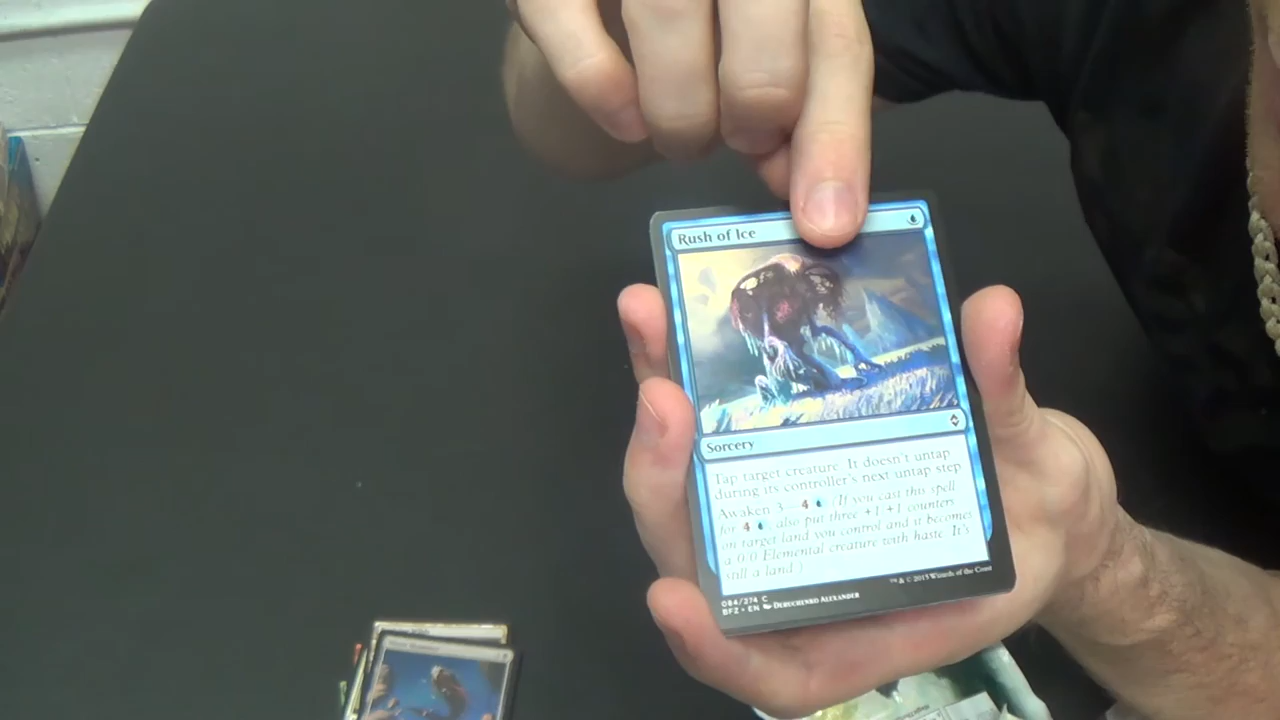 Rush of Ice
Sorcery
Tap target creature. It doesn't untap
during its controller's next untap step.
Awaken 3—4 (If you cast this spell
for 4 , also put three +1/+1 counters
on target land you control and it becomes
a 0/0 Elemental creature with haste. It's
still a land.)
084/274 C
BFZ • EN DERUCHENKO ALEXANDER
™ & © 2015 Wizards of the Coast